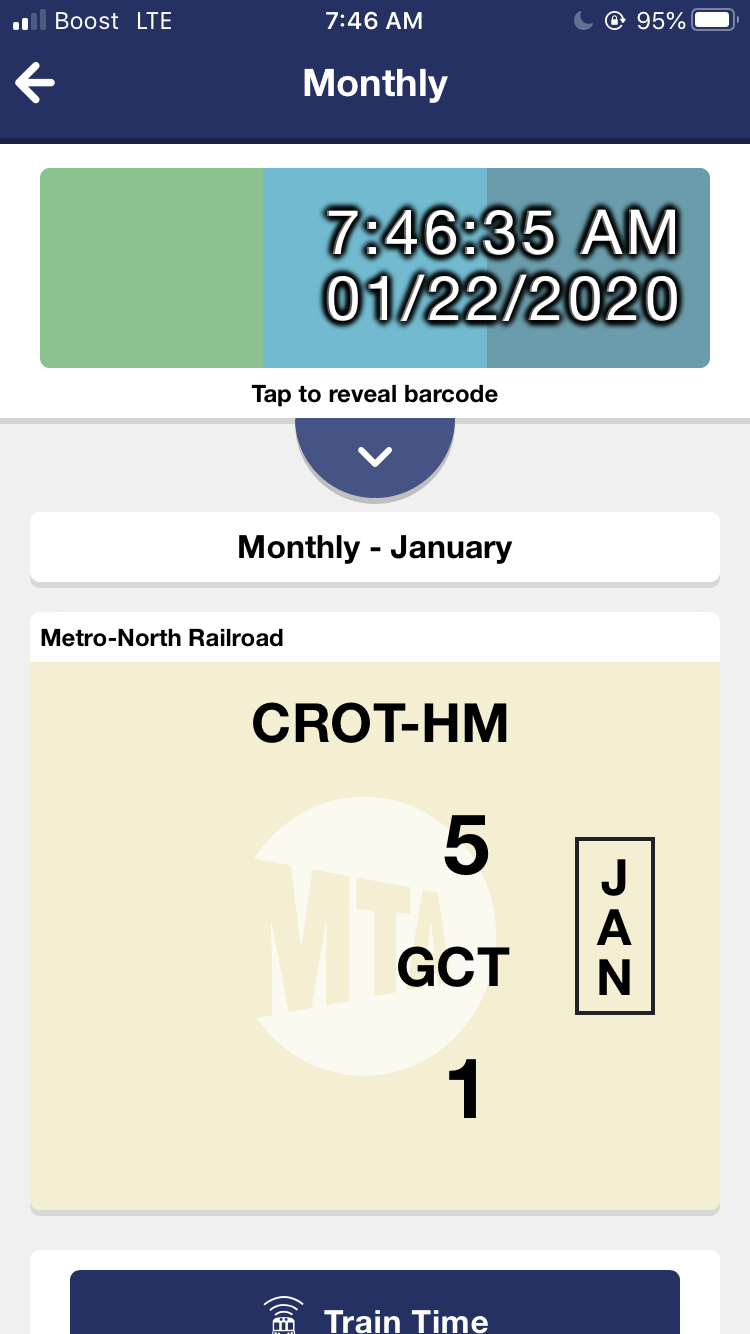 Boost LTE 7:46 AM 95%
Monthly
7:46:35 AM
01/22/2020
Tap to reveal barcode
Monthly - January
Metro-North Railroad
CROT-HM
5
MTA
GCT
1
J
A
N
Train Time